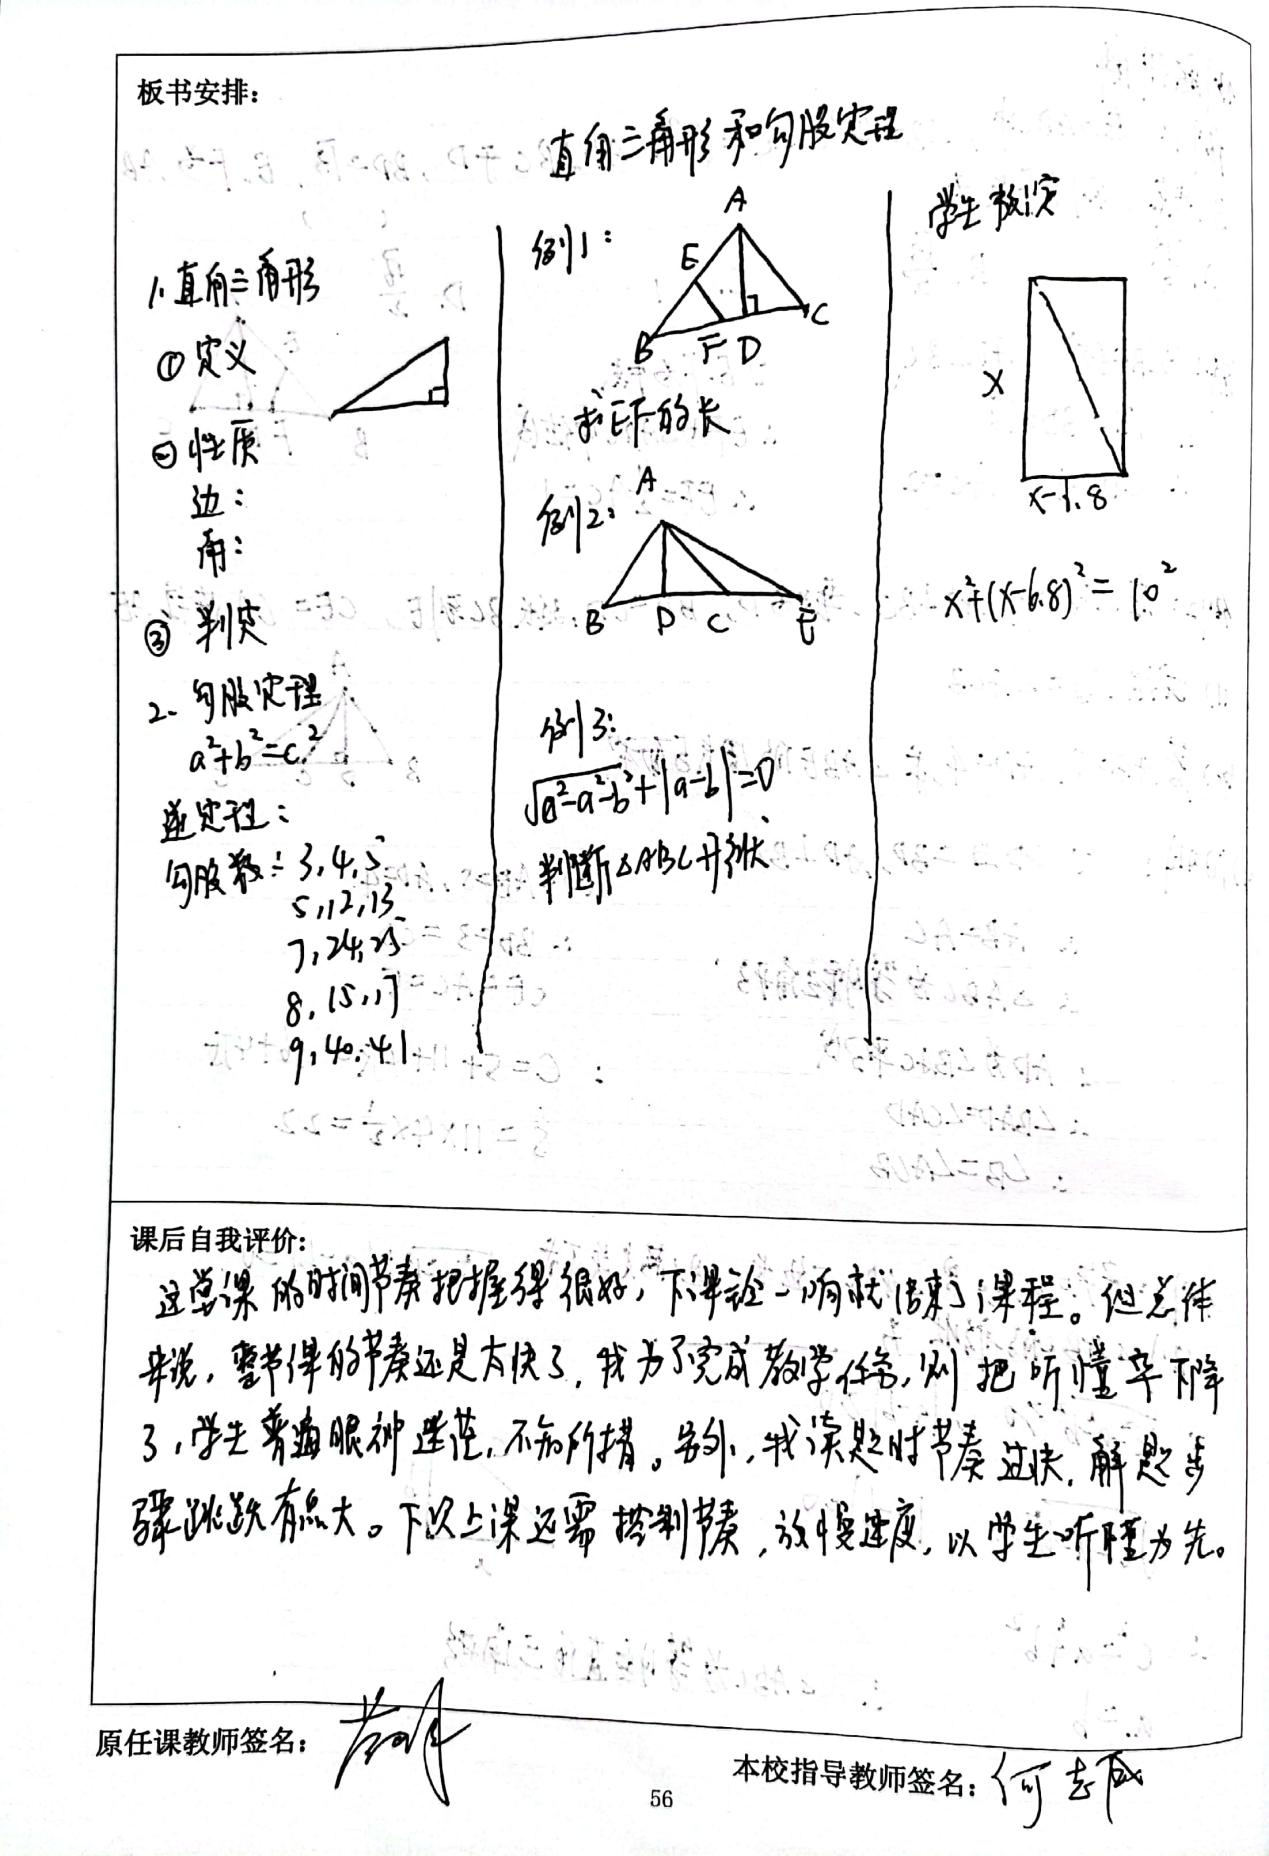 板书安排:
直角三角形和勾股定理
1. 直角三角形
① 定义
② 性质
边:
角:
③ 判定
2. 勾股定理
a²+b²=c²
逆定理:
勾股数: 3,4,5
5,12,13
7,24,25
8,15,17
9,40,41
例1:
A
E
B F D C
求EF的长
例2:
A
B D C E
例3:
判断△ABC形状
学生板演
x
x²+(x-6.8)²=10²
课后自我评价:
这堂课的时间节奏把握得很好，下课铃一响就结束了课程。但总体
来说，整节课的节奏还是太快了，我为了完成教学任务，则把听懂率下降
了，学生普遍眼神迷茫，不知所措。另外，我读题时节奏过快，解题步
骤跳跃有点大。下次上课还需控制节奏，放慢速度，以学生听懂为先。
原任课教师签名:
本校指导教师签名: 何志
56